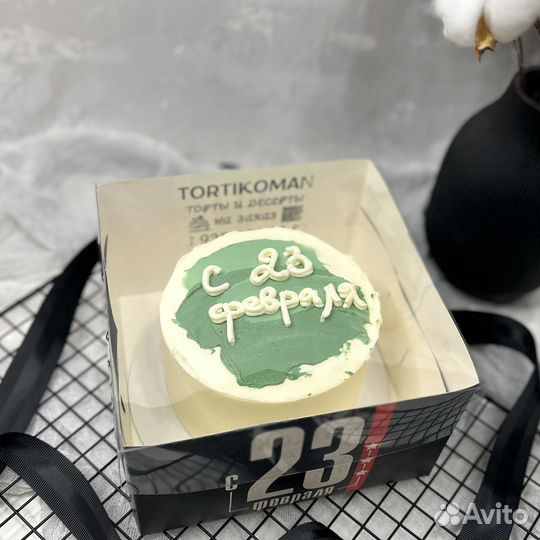 TORTIKOMAN
ТОРТЫ И ДЕСЕРТЫ
НА ЗАКАЗ
С 23
февраля
С 23
ФЕВРАЛЯ
Avito